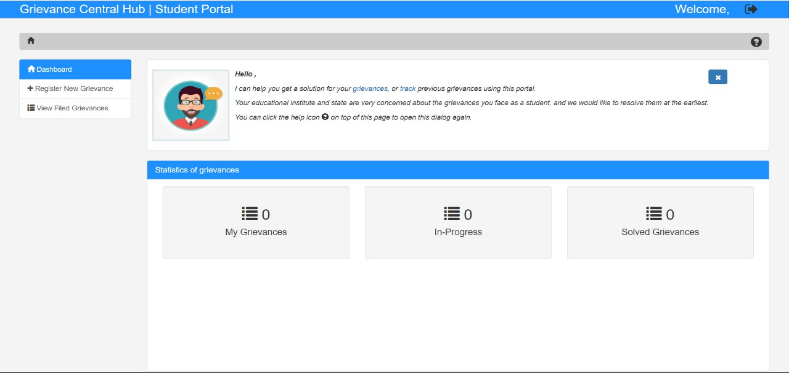 Grievance Central Hub | Student Portal
Welcome,
Dashboard
Register New Grievance
View Filed Grievances
Hello ,
I can help you get a solution for your grievances, or track previous grievances using this portal.
Your educational institute and state are very concerned about the grievances you face as a student, and we would like to resolve them at the earliest.
You can click the help icon ? on top of this page to open this dialog again.
Statistics of grievances
0
My Grievances
0
In-Progress
0
Solved Grievances